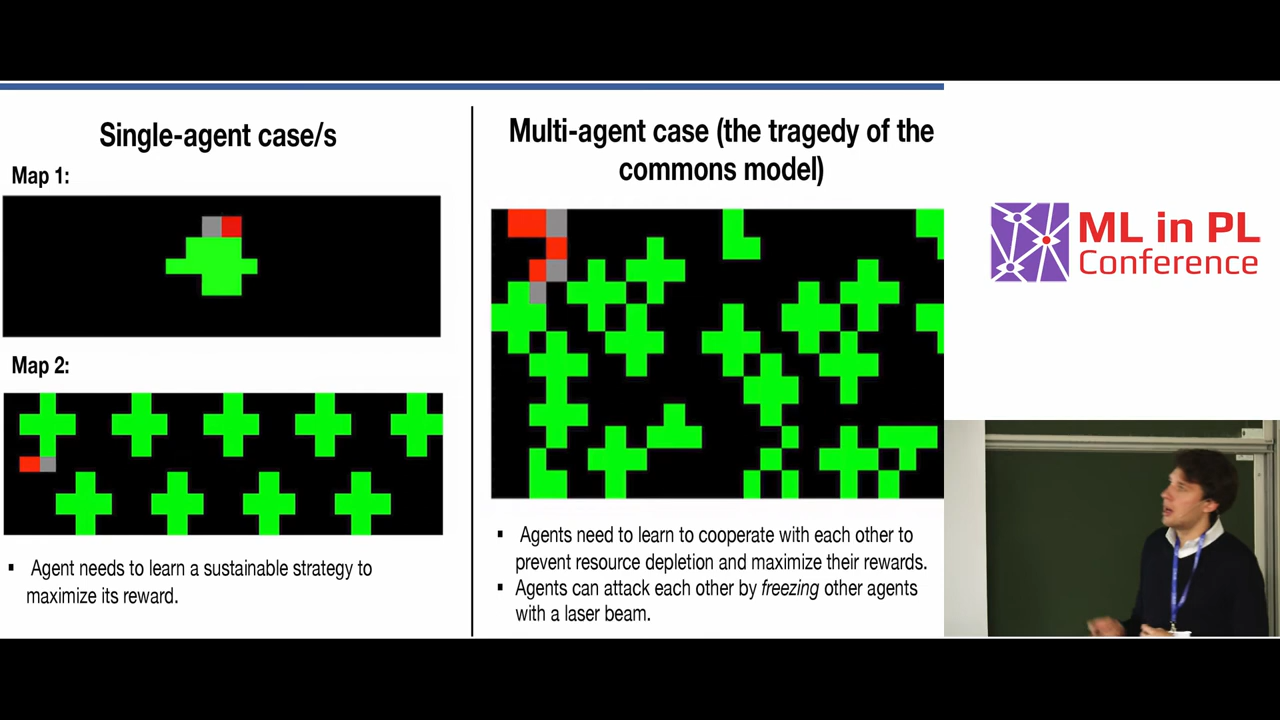 Single-agent case/s
Map 1:
Map 2:
▪ Agent needs to learn a sustainable strategy to
maximize its reward.
Multi-agent case (the tragedy of the
commons model)
▪ Agents need to learn to cooperate with each other to
prevent resource depletion and maximize their rewards.
▪ Agents can attack each other by freezing other agents
with a laser beam.
ML in PL
Conference